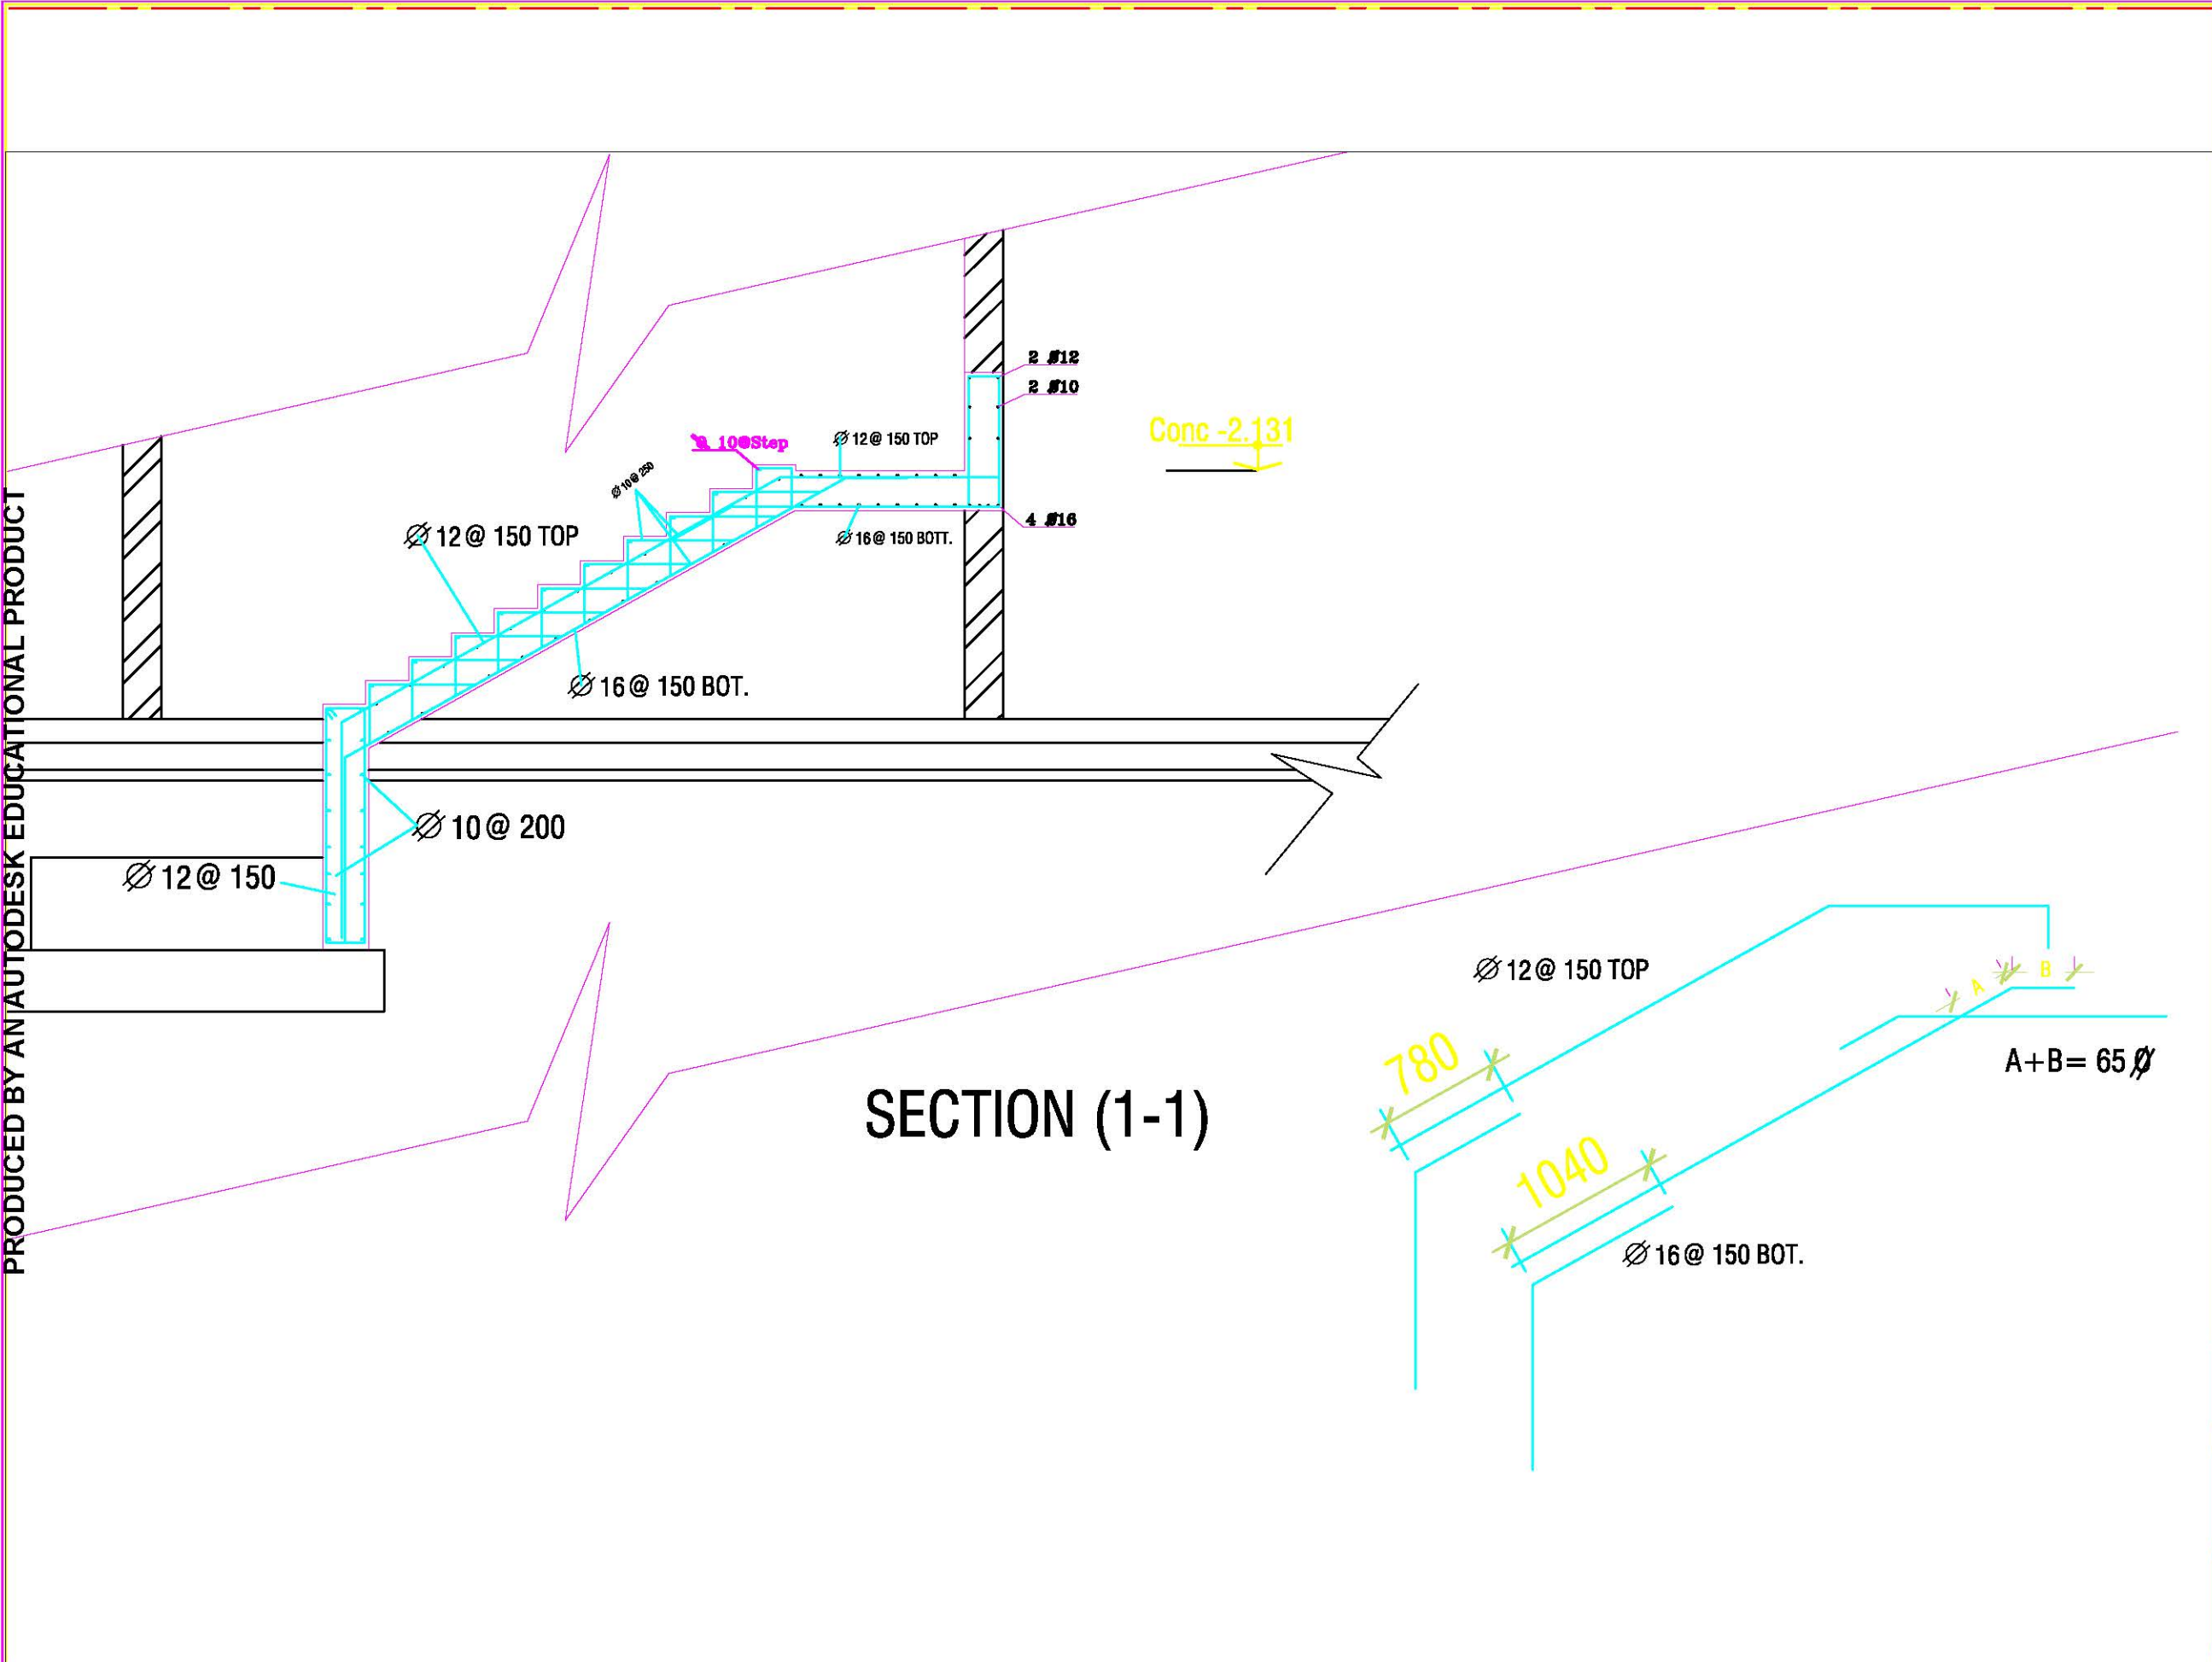 2 Ø12
2 Ø10
Conc -2.131
Ø 10@Step
Ø 12@ 150 TOP
Ø 10@ 250
Ø 12@ 150 TOP
4 Ø16
Ø 16@ 150 BOTT.
Ø 16@ 150 BOT.
Ø 10@ 200
Ø 12@ 150
PRODUCED BY AN AUTODESK EDUCATIONAL PRODUCT
SECTION (1-1)
Ø 12@ 150 TOP
A
B
A+B= 65 Ø
780
1040
Ø 16@ 150 BOT.